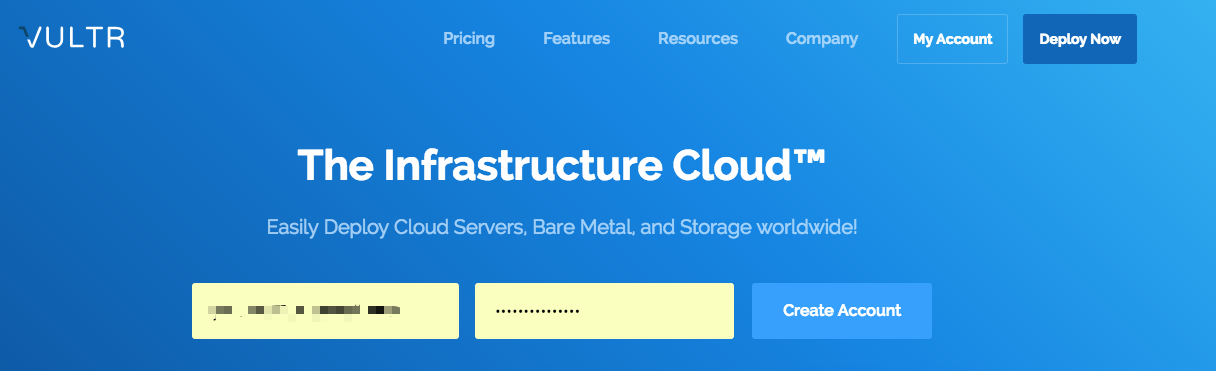 VULTR
Pricing Features Resources Company My Account Deploy Now
The Infrastructure Cloud™
Easily Deploy Cloud Servers, Bare Metal, and Storage worldwide!
Create Account